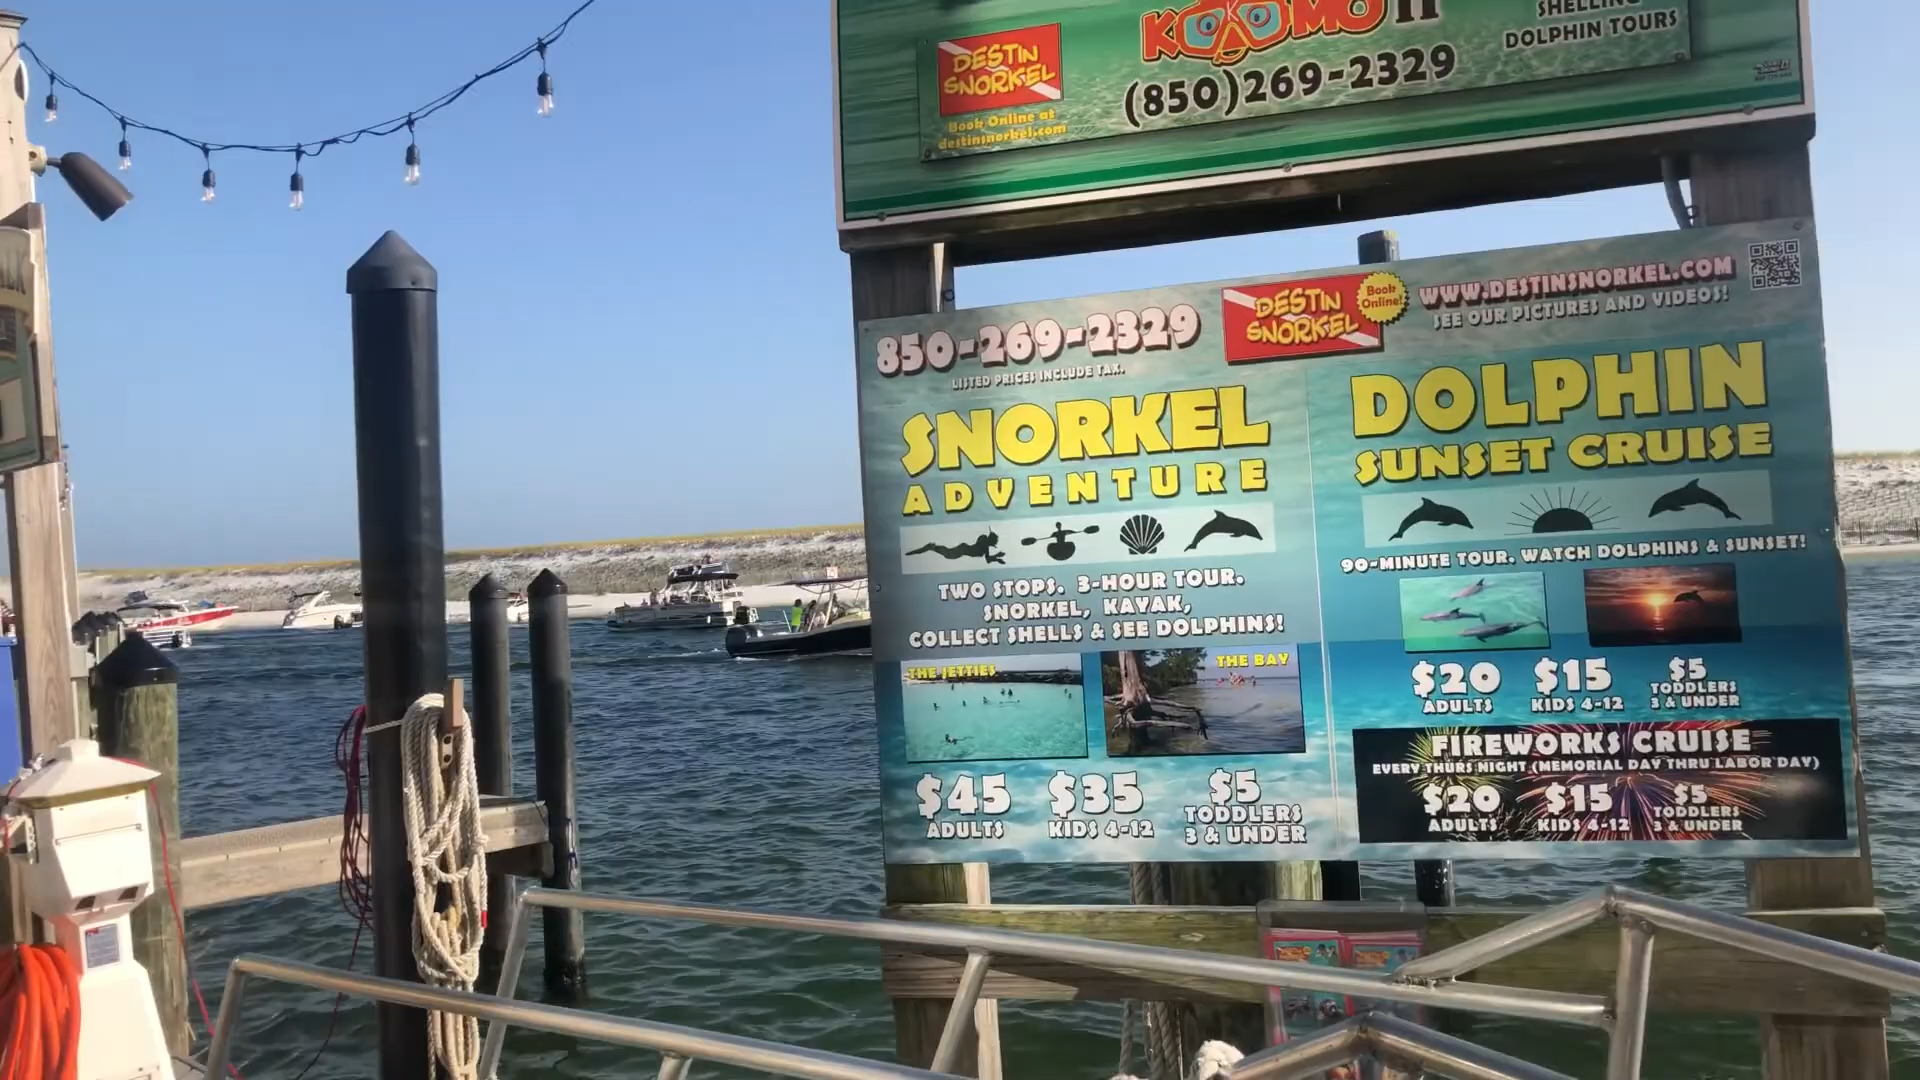 KOKOMO II
SHELLING
DOLPHIN TOURS
DESTIN
SNORKEL
(850)269-2329
Book Online at
destinsnorkel.com
850-269-2329
LISTED PRICES INCLUDE TAX.
DESTIN
SNORKEL
Book
Online!
WWW.DESTINSNORKEL.COM
SEE OUR PICTURES AND VIDEOS!
SNORKEL
ADVENTURE
TWO STOPS. 3-HOUR TOUR.
SNORKEL, KAYAK,
COLLECT SHELLS & SEE DOLPHINS!
THE JETTIES
THE BAY
$45 $35 $5
ADULTS KIDS 4-12 TODDLERS
3 & UNDER
DOLPHIN
SUNSET CRUISE
90-MINUTE TOUR. WATCH DOLPHINS & SUNSET!
$20 $15 $5
ADULTS KIDS 4-12 TODDLERS
3 & UNDER
FIREWORKS CRUISE
EVERY THURS NIGHT (MEMORIAL DAY THRU LABOR DAY)
$20 $15 $5
ADULTS KIDS 4-12 TODDLERS
3 & UNDER